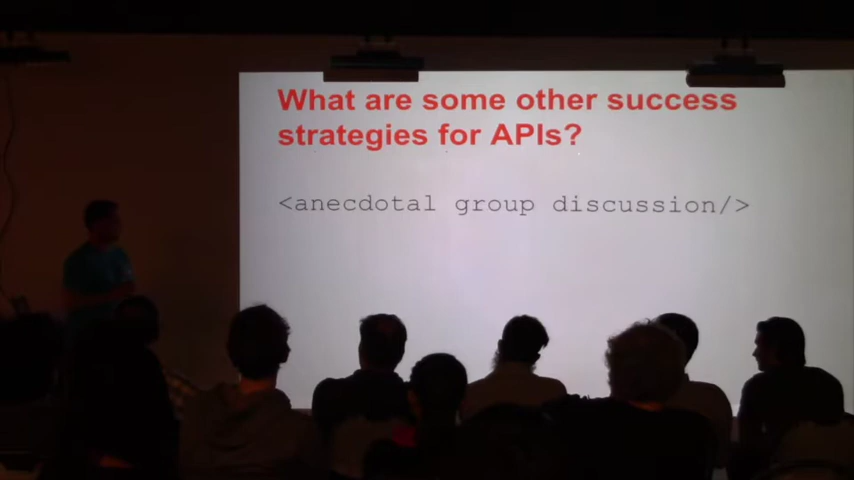 What are some other success
strategies for APIs?
<anecdotal group discussion/>